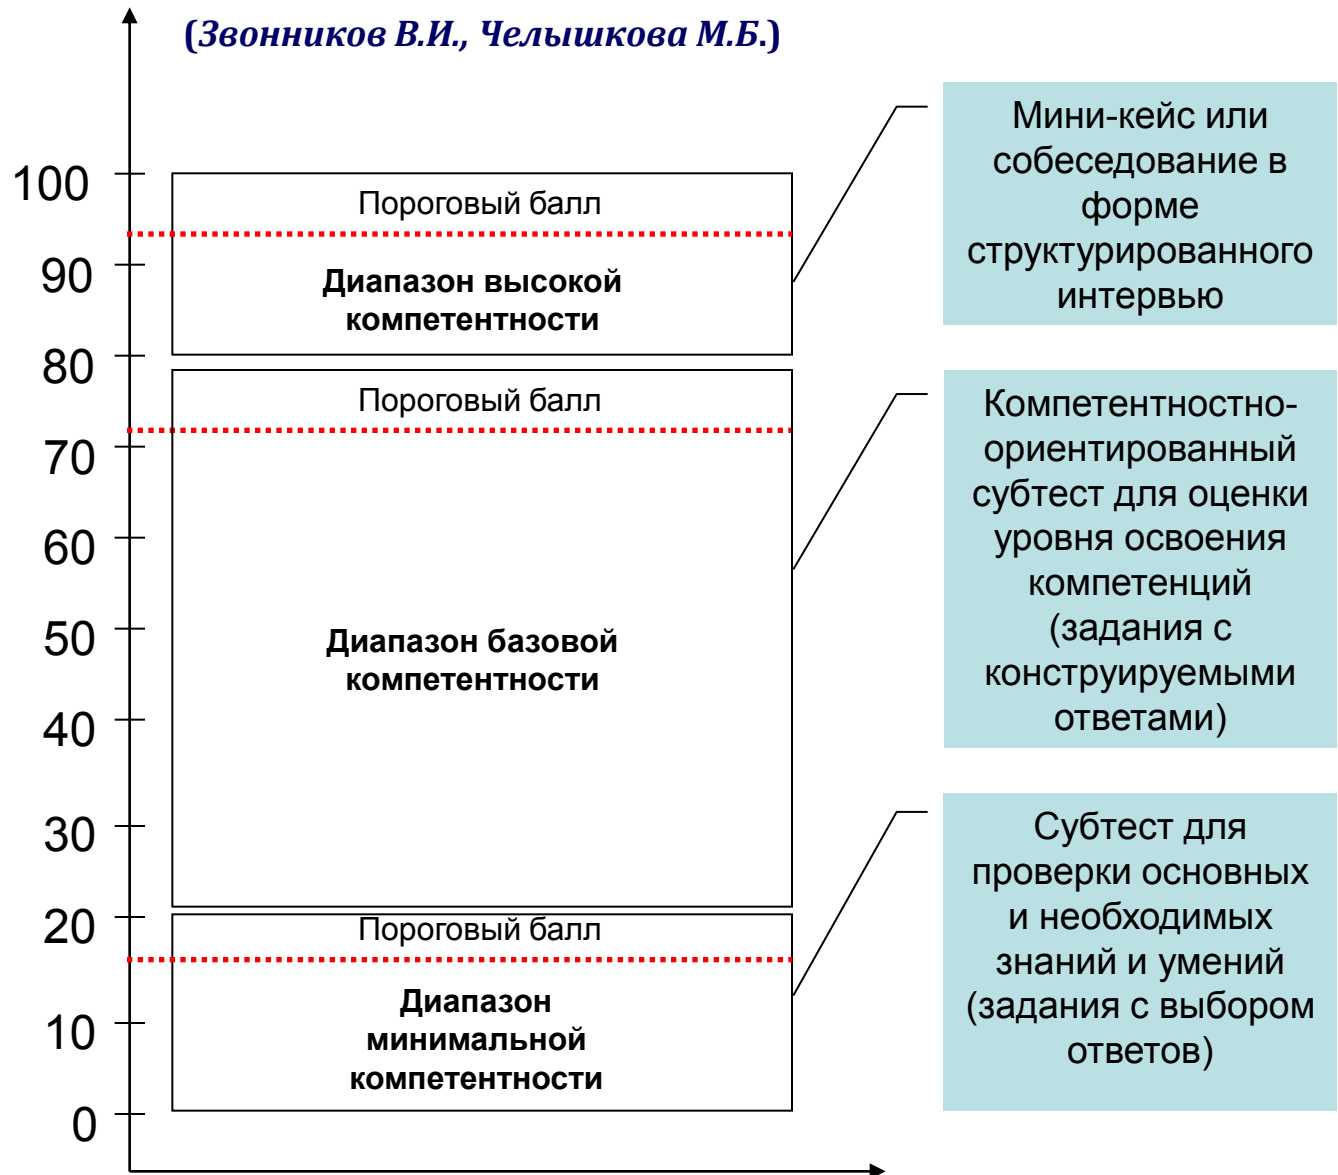 (Звонников В.И., Челышкова М.Б.)
100
90
80
70
60
50
40
30
20
10
0
Пороговый балл
Диапазон высокой
компетентности
Пороговый балл
Диапазон базовой
компетентности
Пороговый балл
Диапазон
минимальной
компетентности
Мини-кейс или
собеседование в
форме
структурированного
интервью
Компетентностно-
ориентированный
субтест для оценки
уровня освоения
компетенций
(задания с
конструируемыми
ответами)
Субтест для
проверки основных
и необходимых
знаний и умений
(задания с выбором
ответов)